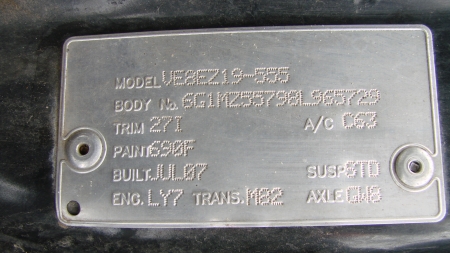 MODEL VE8EZ19-555
BODY No. 6G1MZ55798L965729
TRIM 27I A/C C63
PAINT 690F
BUILT JUL07 SUSP STD
ENG. LY7 TRANS. M82 AXLE GW8